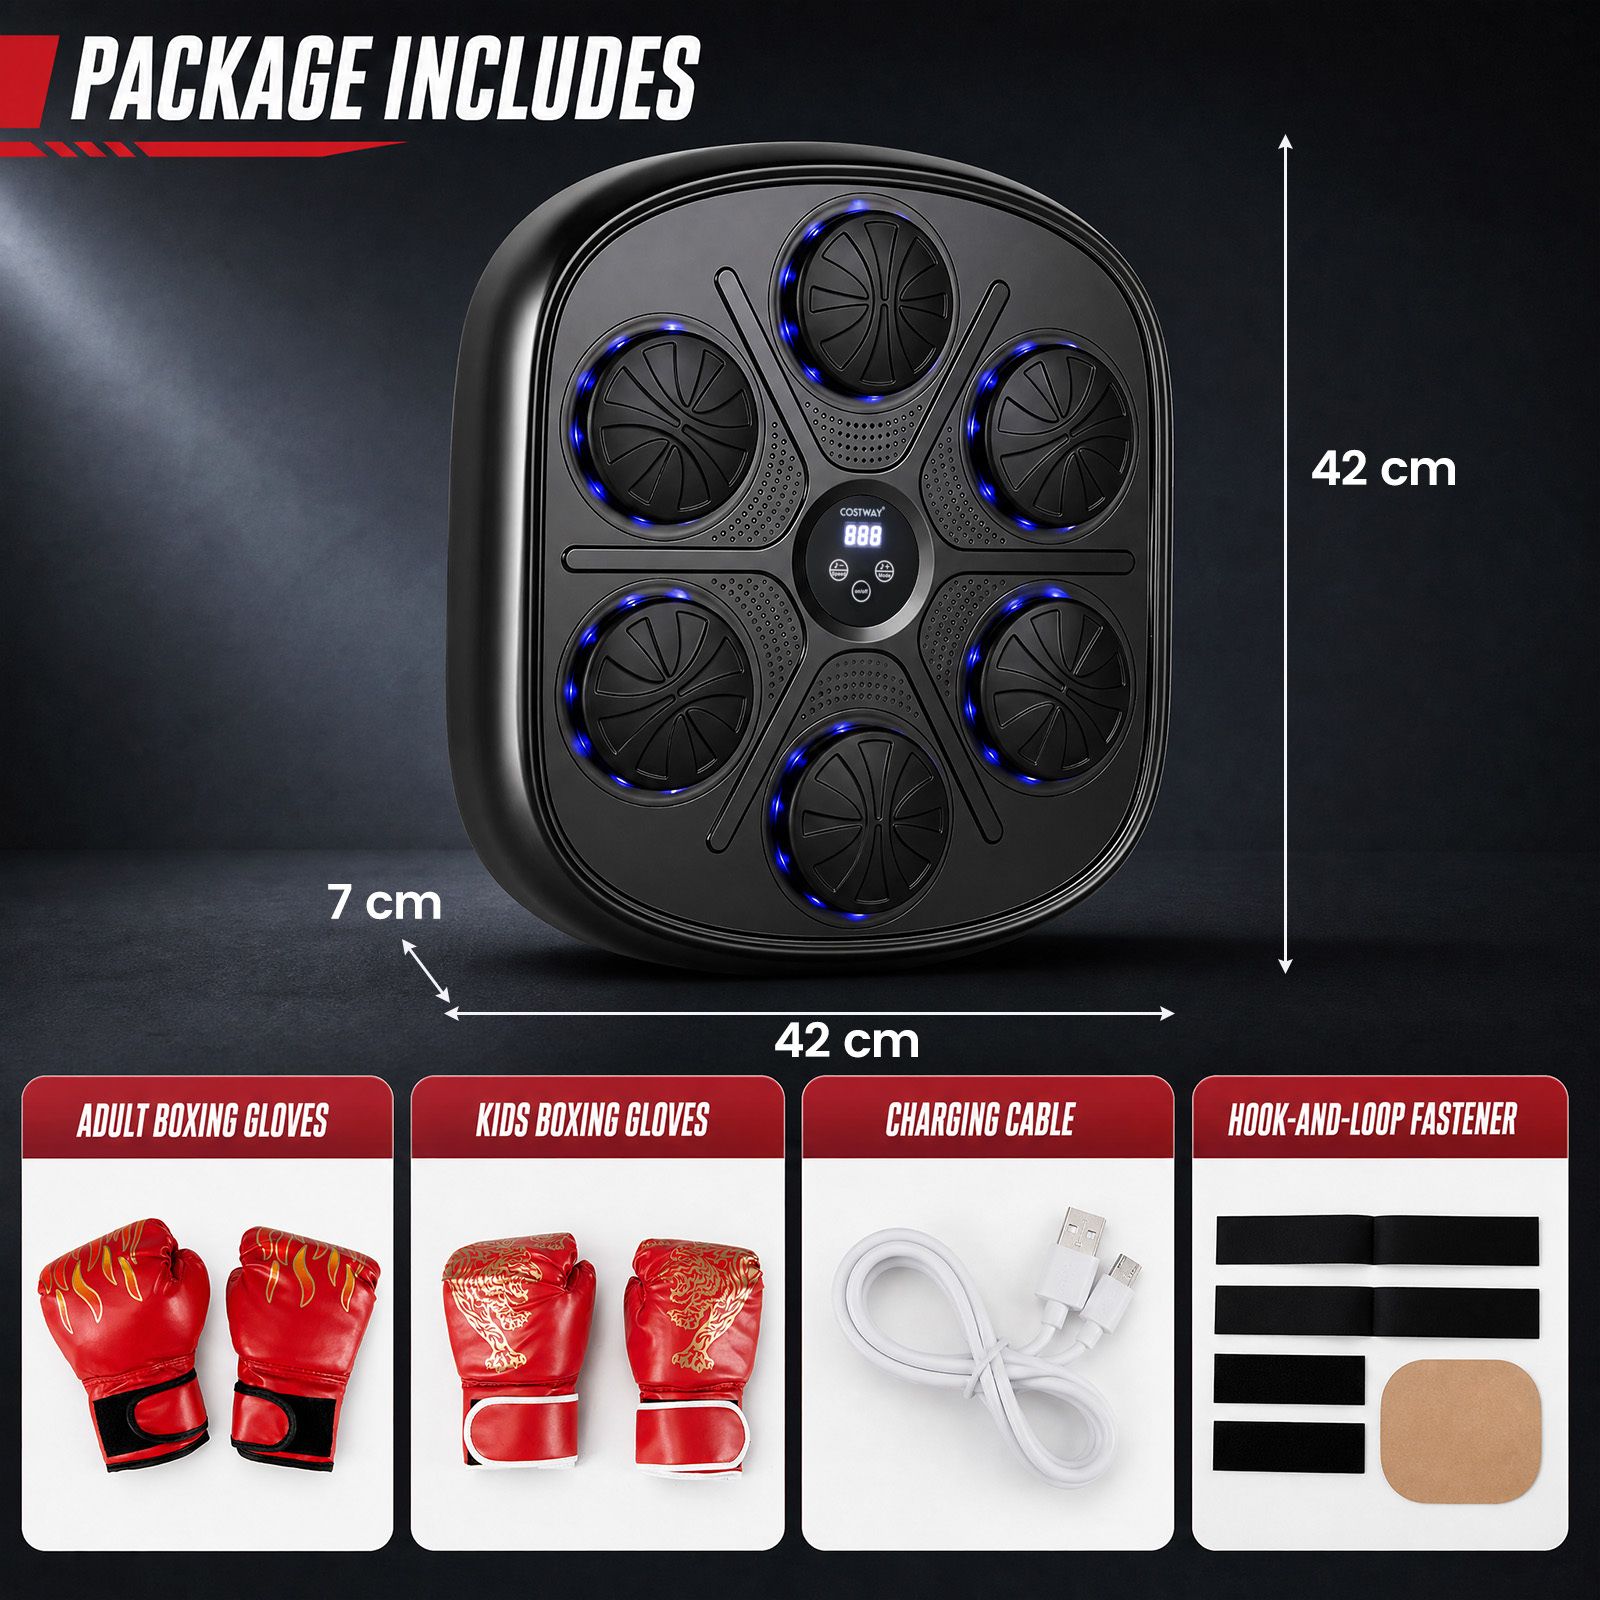 PACKAGE INCLUDES
42 cm
COSTWAY®
888
Speed
Mode
on/off
7 cm
42 cm
ADULT BOXING GLOVES
KIDS BOXING GLOVES
CHARGING CABLE
HOOK-AND-LOOP FASTENER